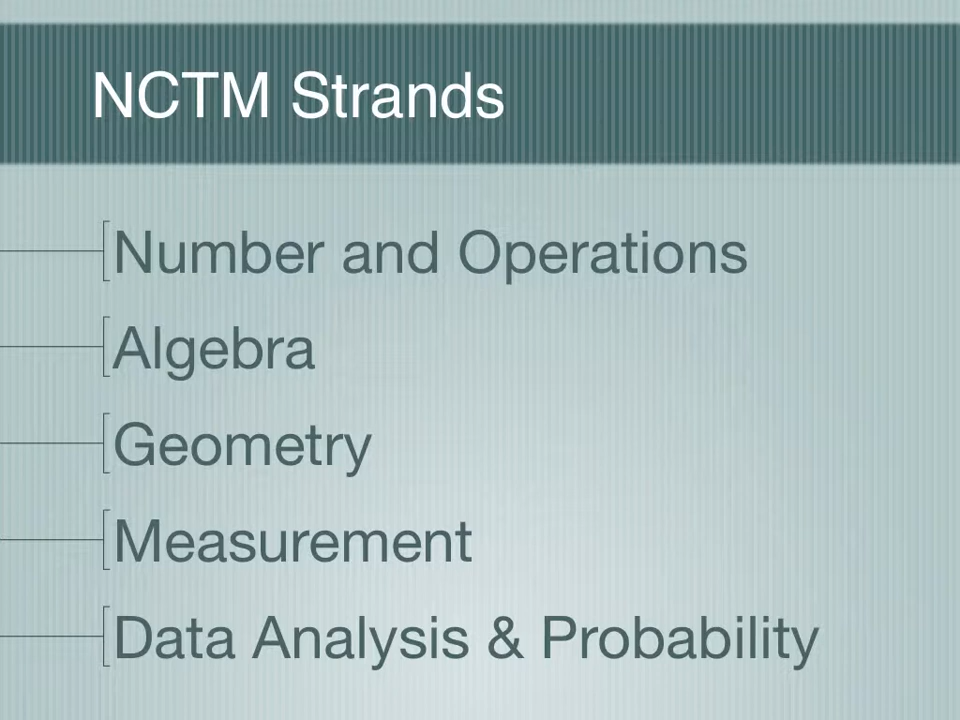 NCTM Strands
Number and Operations
Algebra
Geometry
Measurement
Data Analysis & Probability